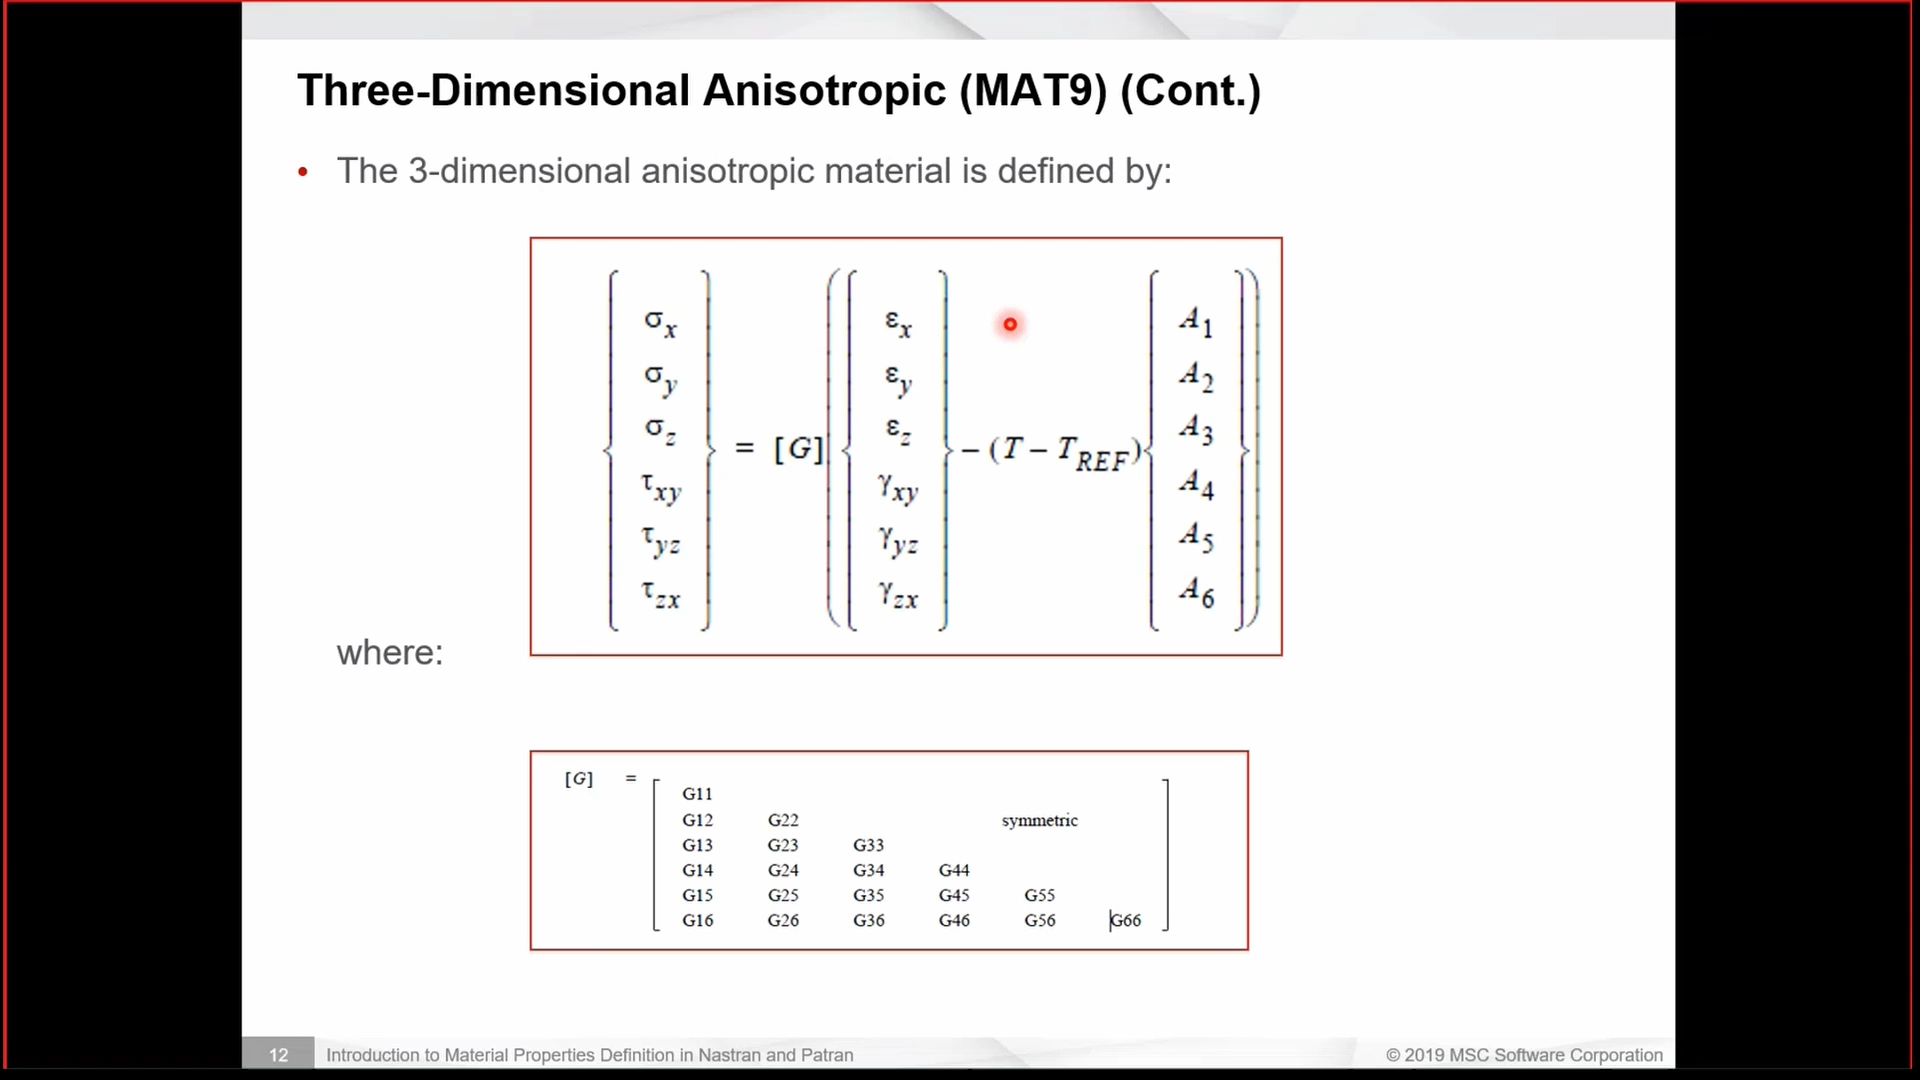 Three-Dimensional Anisotropic (MAT9) (Cont.)
• The 3-dimensional anisotropic material is defined by:
σx εx A1
σy εy A2
σz εz A3
= [G] − (T − TREF)
τxy γxy A4
τyz γyz A5
τzx γzx A6
where:
[G] =
G11
G12 G22 symmetric
G13 G23 G33
G14 G24 G34 G44
G15 G25 G35 G45 G55
G16 G26 G36 G46 G56 G66
12 Introduction to Material Properties Definition in Nastran and Patran © 2019 MSC Software Corporation